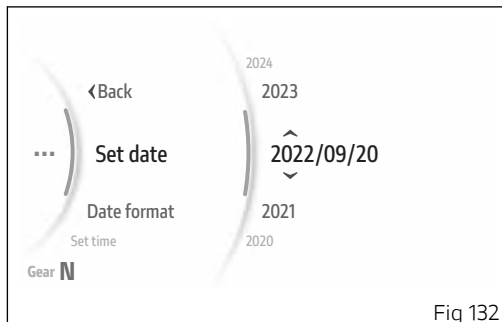 2024
‹Back 2023
... Set date 2022/09/20
Date format 2021
Set time 2020
Gear N
Fig 132